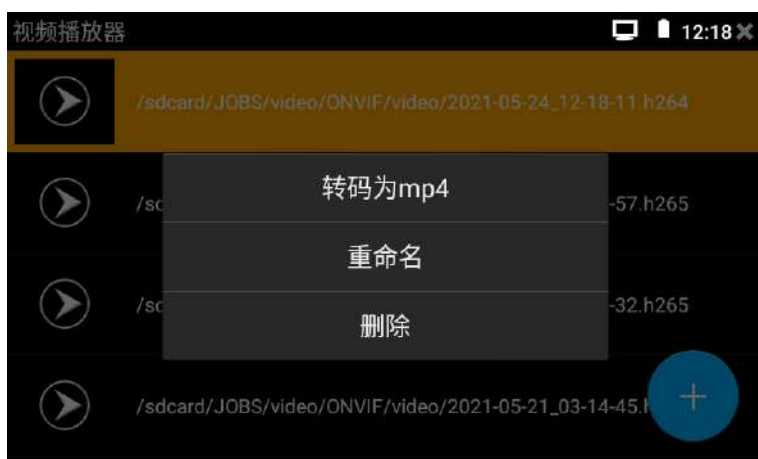 视频播放器
12:18
/sdcard/JOBS/video/ONVIF/video/2021-05-24_12-18-11.h264
转码为mp4
/sd
-57.h265
重命名
/sd
-32.h265
删除
/sdcard/JOBS/video/ONVIF/video/2021-05-21_03-14-45.h
+